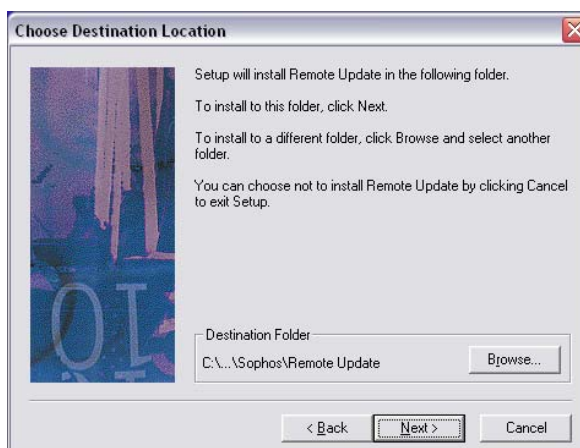 Choose Destination Location
Setup will install Remote Update in the following folder.
To install to this folder, click Next.
To install to a different folder, click Browse and select another
folder.
You can choose not to install Remote Update by clicking Cancel
to exit Setup.
10
Destination Folder
C:\...\Sophos\Remote Update
Browse...
< Back
Next >
Cancel